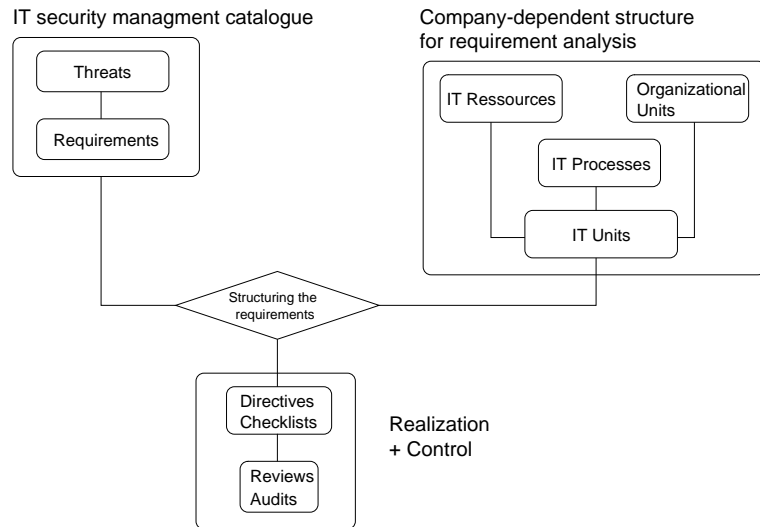 IT security managment catalogue
Threats
Requirements
Company-dependent structure
for requirement analysis
IT Ressources
Organizational
Units
IT Processes
IT Units
Structuring the
requirements
Directives
Checklists
Reviews
Audits
Realization
+ Control